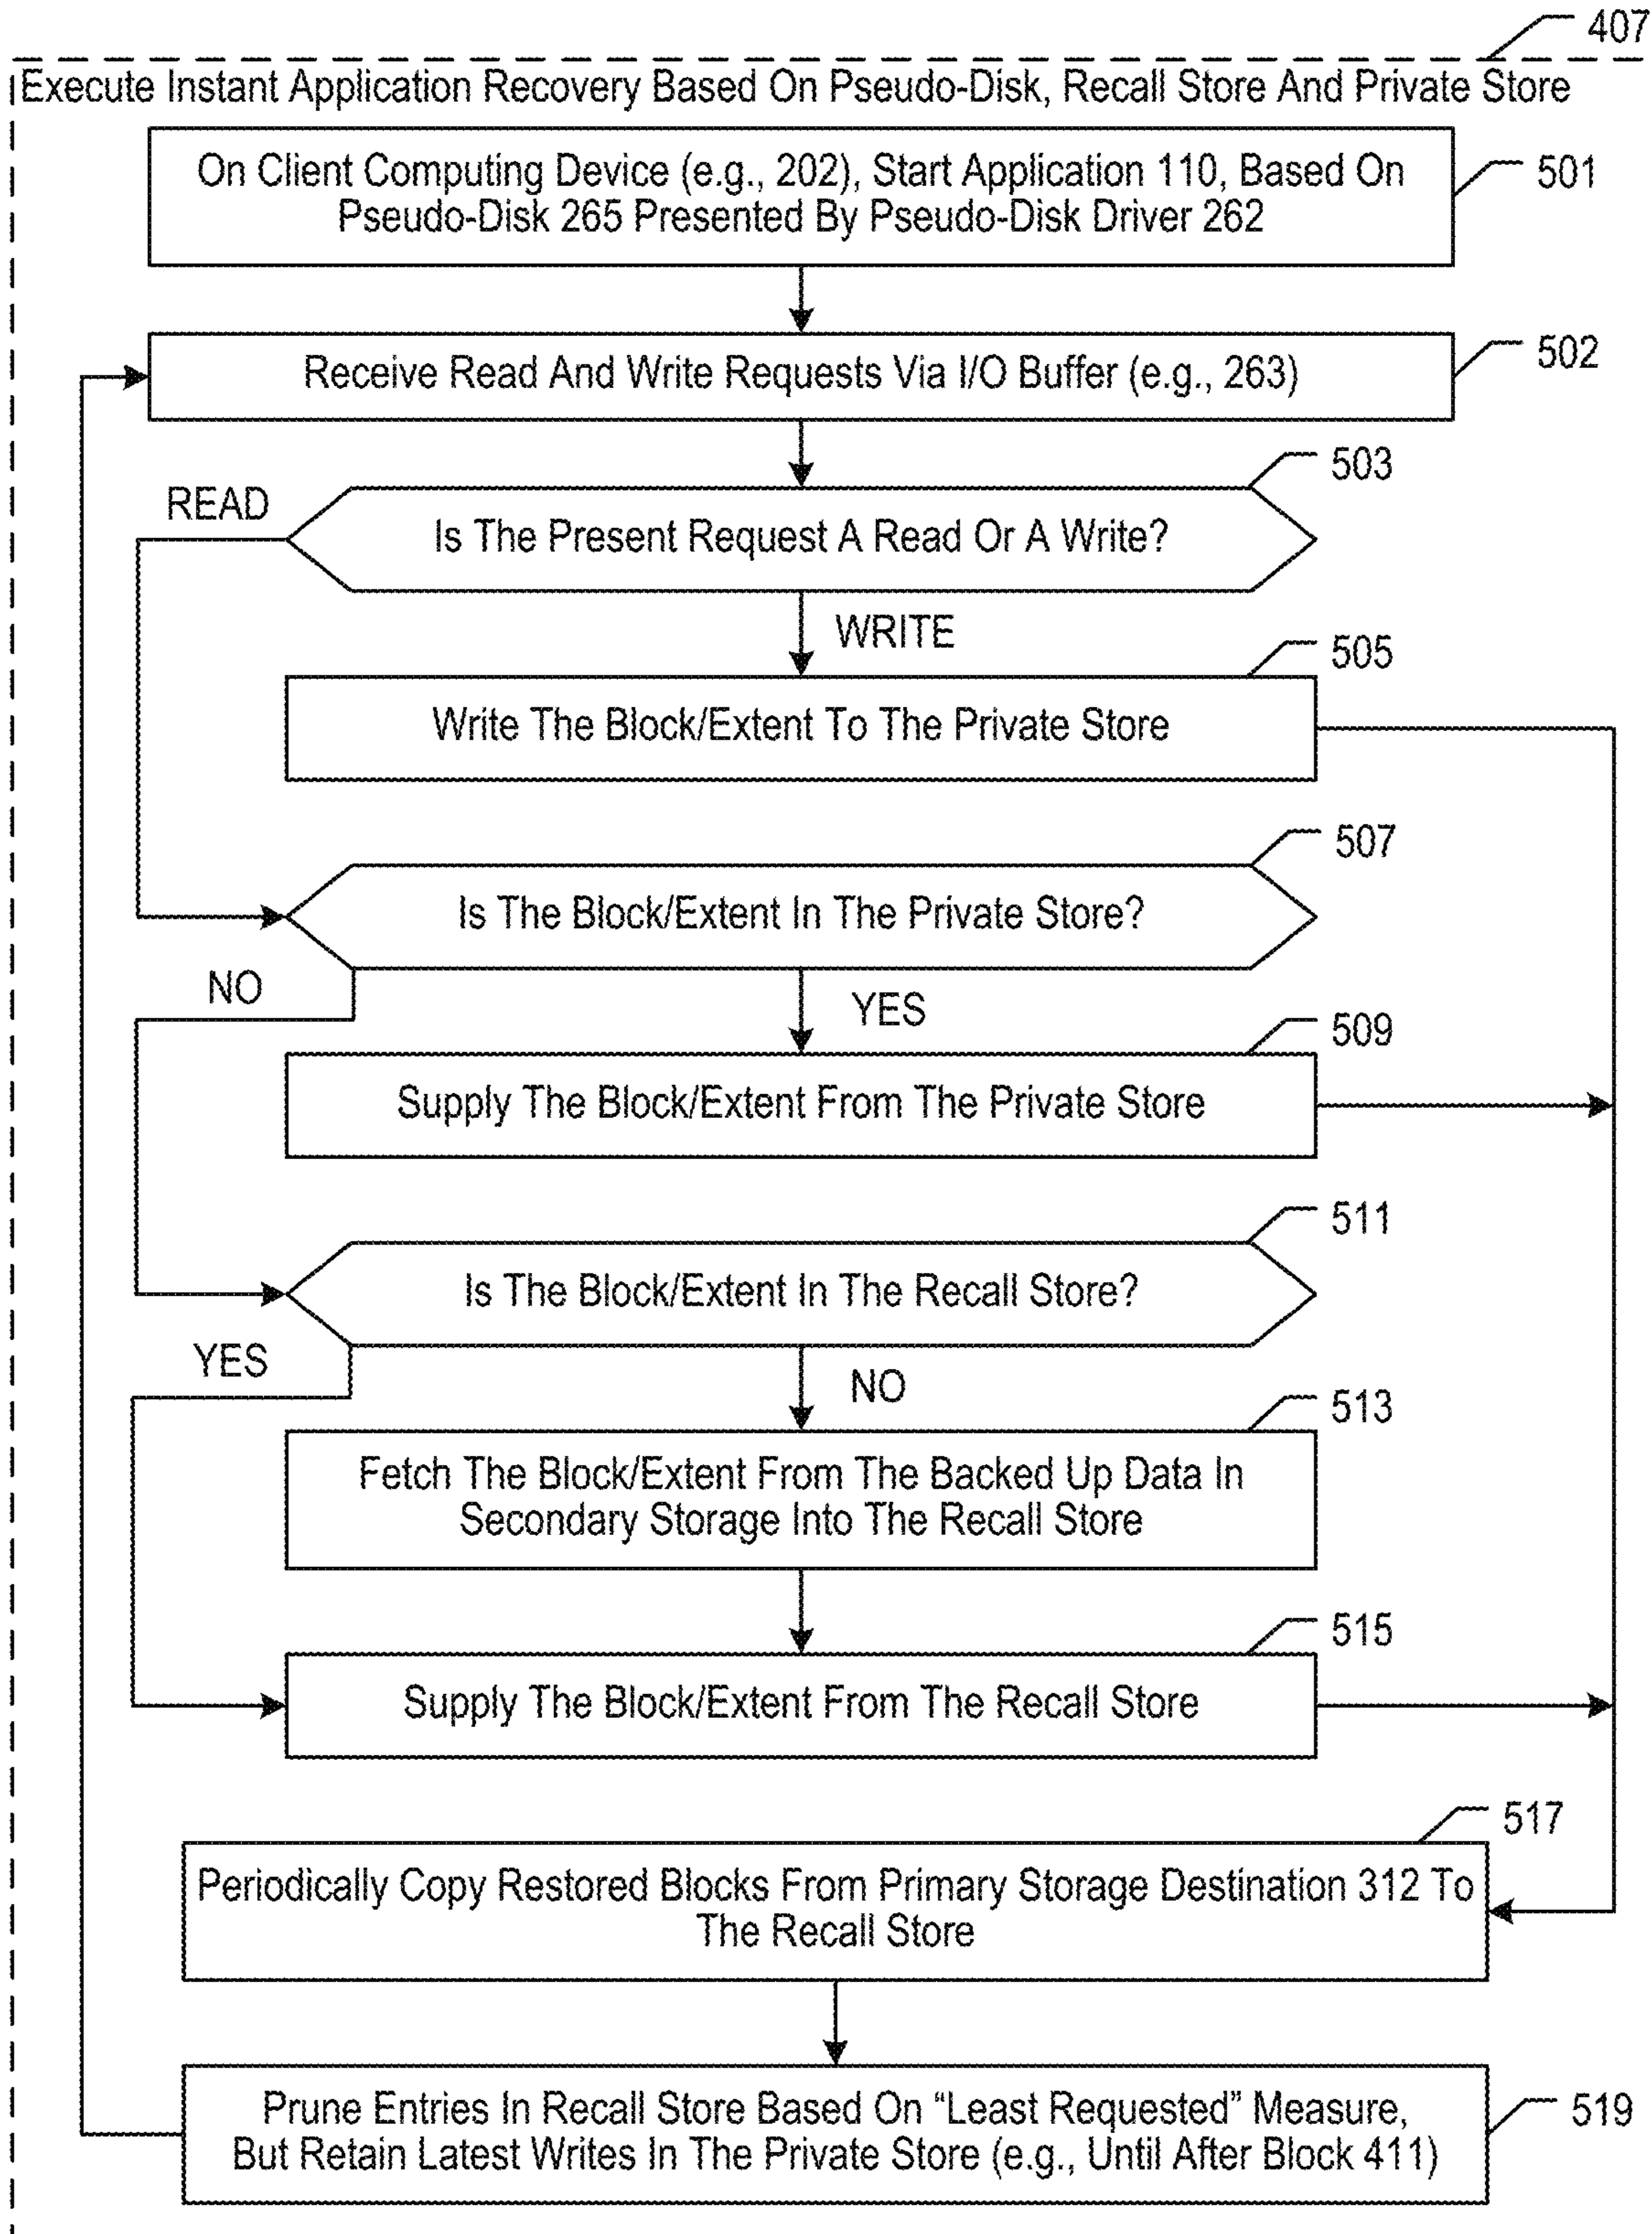 407
Execute Instant Application Recovery Based On Pseudo-Disk, Recall Store And Private Store
On Client Computing Device (e.g., 202), Start Application 110, Based On
Pseudo-Disk 265 Presented By Pseudo-Disk Driver 262
501
Receive Read And Write Requests Via I/O Buffer (e.g., 263)
502
503
READ
Is The Present Request A Read Or A Write?
WRITE
505
Write The Block/Extent To The Private Store
507
Is The Block/Extent In The Private Store?
NO
YES
509
Supply The Block/Extent From The Private Store
511
Is The Block/Extent In The Recall Store?
YES
NO
513
Fetch The Block/Extent From The Backed Up Data In
Secondary Storage Into The Recall Store
515
Supply The Block/Extent From The Recall Store
517
Periodically Copy Restored Blocks From Primary Storage Destination 312 To
The Recall Store
Prune Entries In Recall Store Based On “Least Requested” Measure,
But Retain Latest Writes In The Private Store (e.g., Until After Block 411)
519